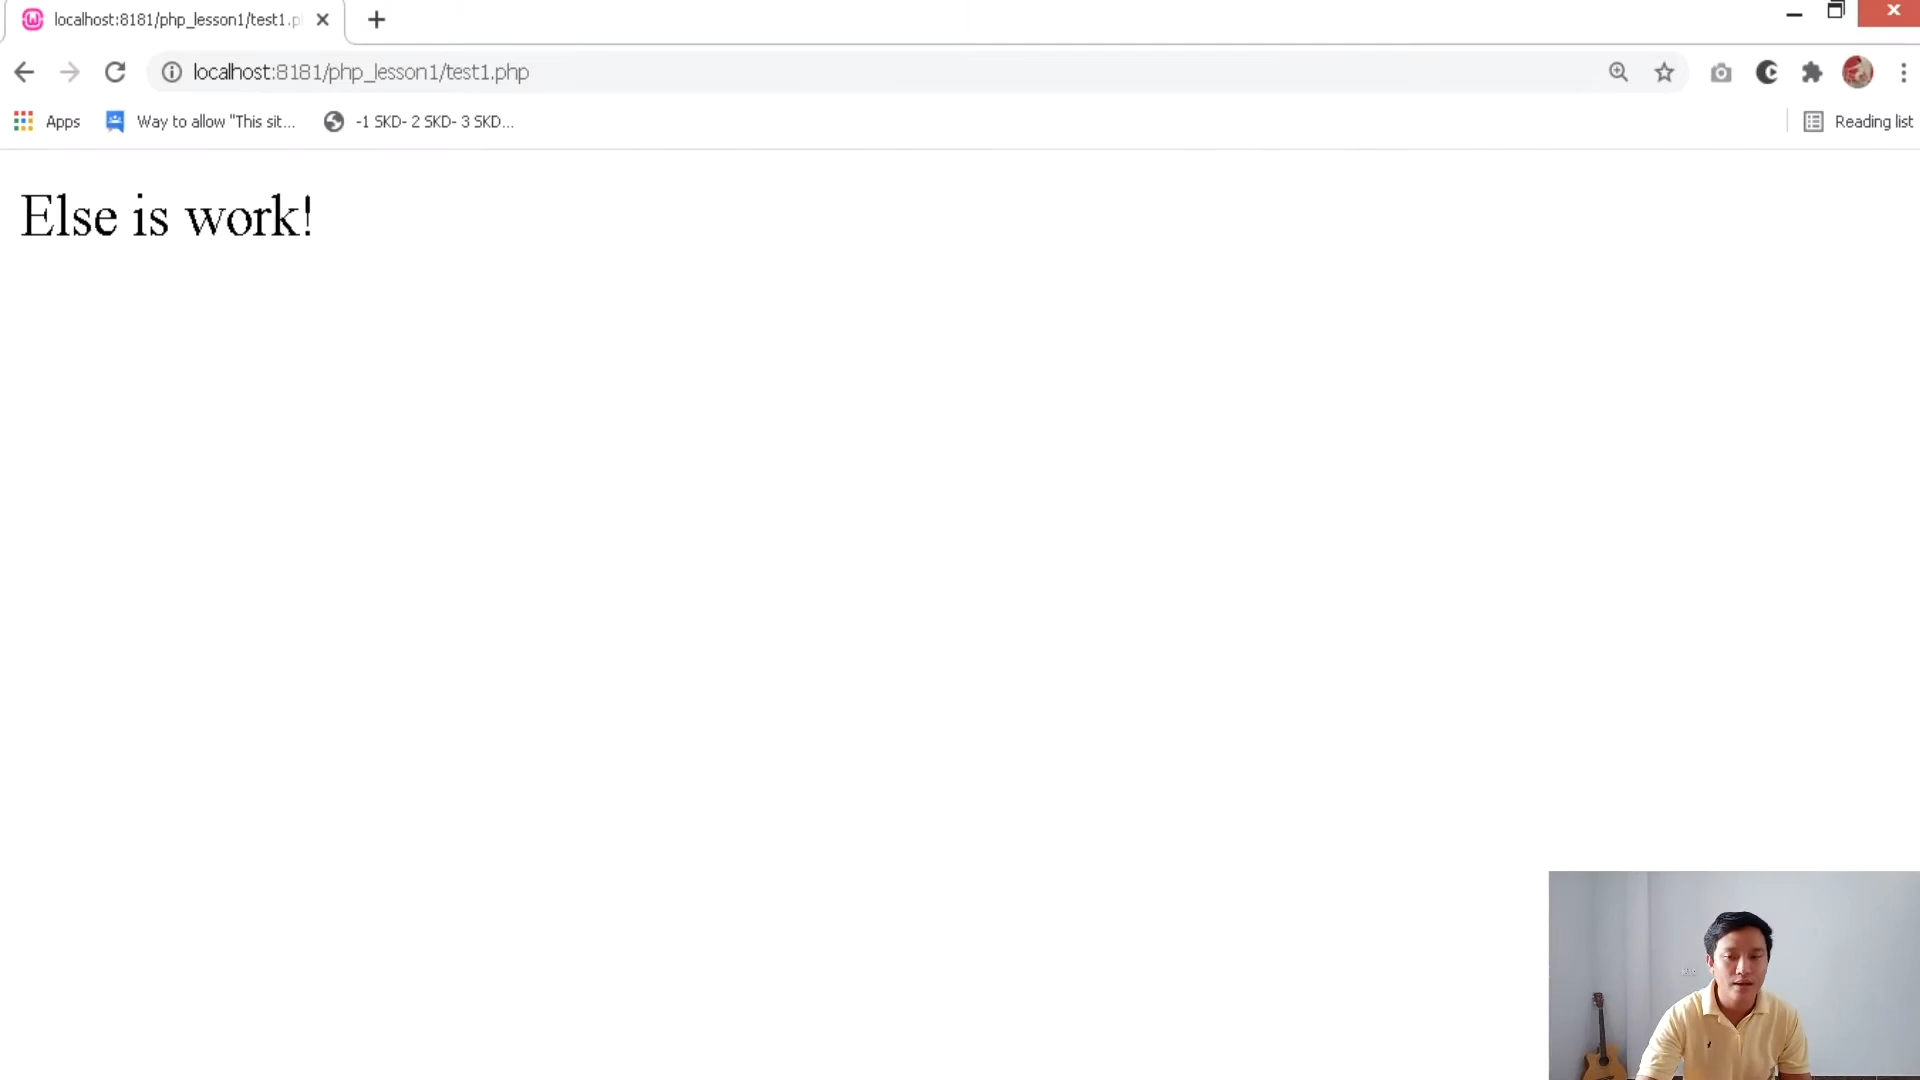 localhost:8181/php_lesson1/test1.p
localhost:8181/php_lesson1/test1.php
Apps
Way to allow "This sit...
-1 SKD- 2 SKD- 3 SKD...
Reading list
Else is work!